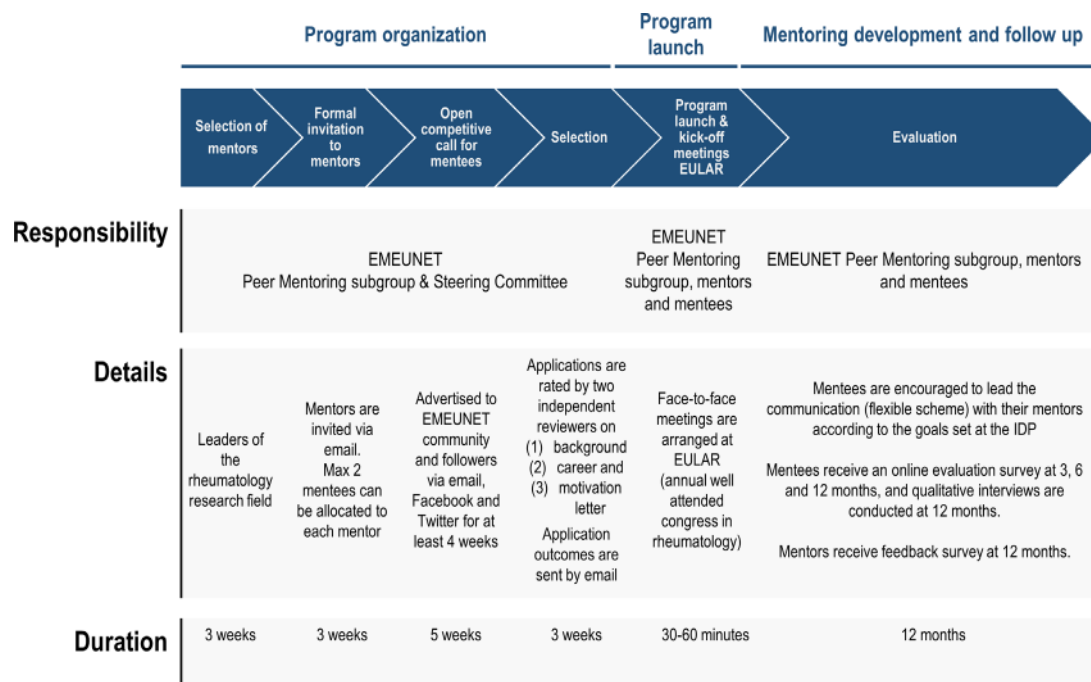 Program organization
Program
launch
Mentoring development and follow up
Selection of
mentors
Formal
invitation
to
mentors
Open
competitive
call for
mentees
Selection
Program
launch &
kick-off
meetings
EULAR
Evaluation
Responsibility
EMEUNET
Peer Mentoring subgroup & Steering Committee
EMEUNET
Peer Mentoring
subgroup, mentors
and mentees
EMEUNET Peer Mentoring subgroup, mentors
and mentees
Details
Leaders of
the
rheumatology
research field
Mentors are
invited via
email.
Max 2
mentees can
be allocated to
each mentor
Advertised to
EMEUNET
community
and followers
via email,
Facebook and
Twitter for at
least 4 weeks
Applications are
rated by two
independent
reviewers on
(1) background
(2) career and
(3) motivation
letter
Application
outcomes are
sent by email
Face-to-face
meetings are
arranged at
EULAR
(annual well
attended
congress in
rheumatology)
Mentees are encouraged to lead the
communication (flexible scheme) with their mentors
according to the goals set at the IDP
Mentees receive an online evaluation survey at 3, 6
and 12 months, and qualitative interviews are
conducted at 12 months.
Mentors receive feedback survey at 12 months.
Duration
3 weeks
3 weeks
5 weeks
3 weeks
30-60 minutes
12 months